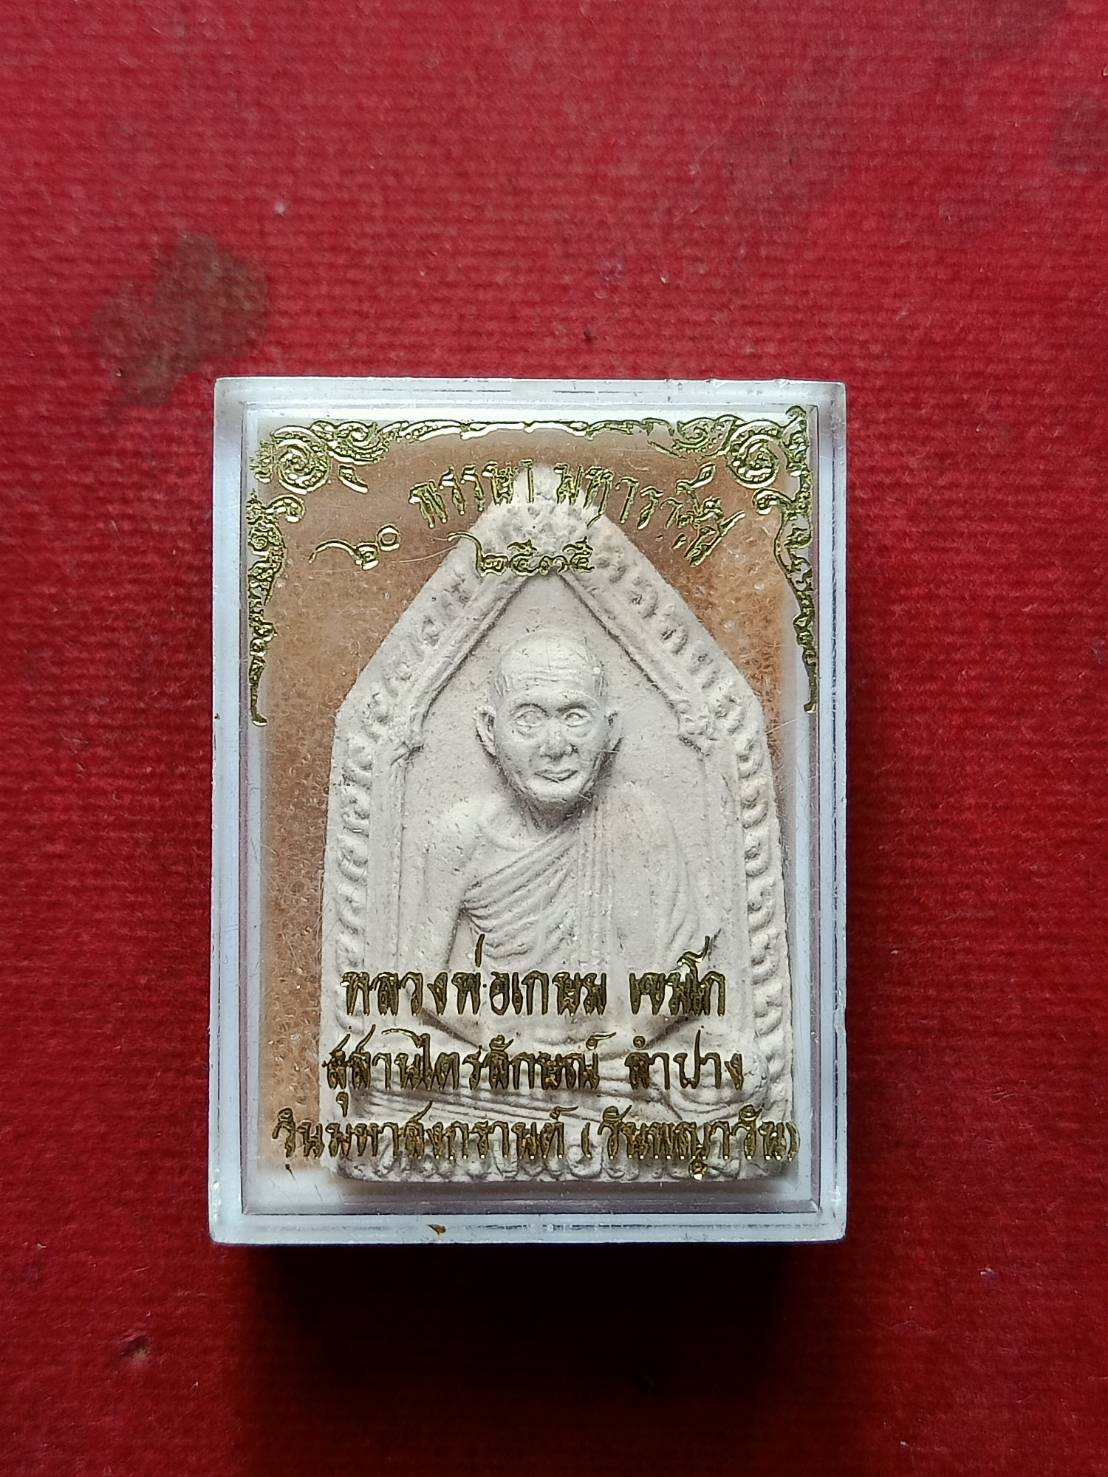 ๖๐ พรรษา มหาราชินี
๒๕๓๕
หลวงพ่อเกษม เขมโก
สุสานไตรลักษณ์ ลำปาง
วันมหาสงกรานต์ (วันพญาวัน)